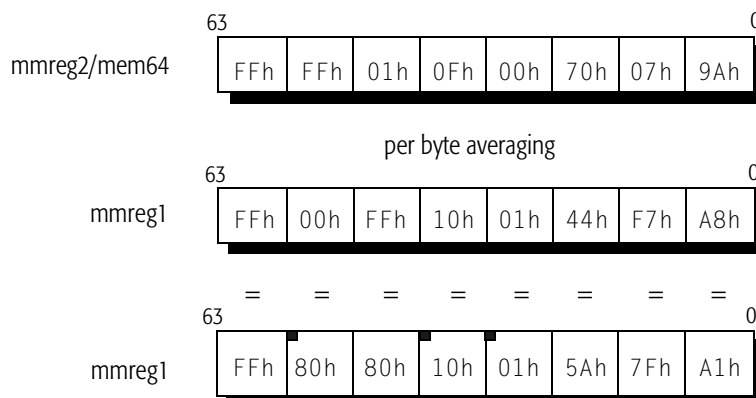 63 0
mmreg2/mem64 FFh FFh 01h 0Fh 00h 70h 07h 9Ah
per byte averaging
63 0
mmreg1 FFh 00h FFh 10h 01h 44h F7h A8h
= = = = = = = =
63 0
mmreg1 FFh 80h 80h 10h 01h 5Ah 7Fh A1h